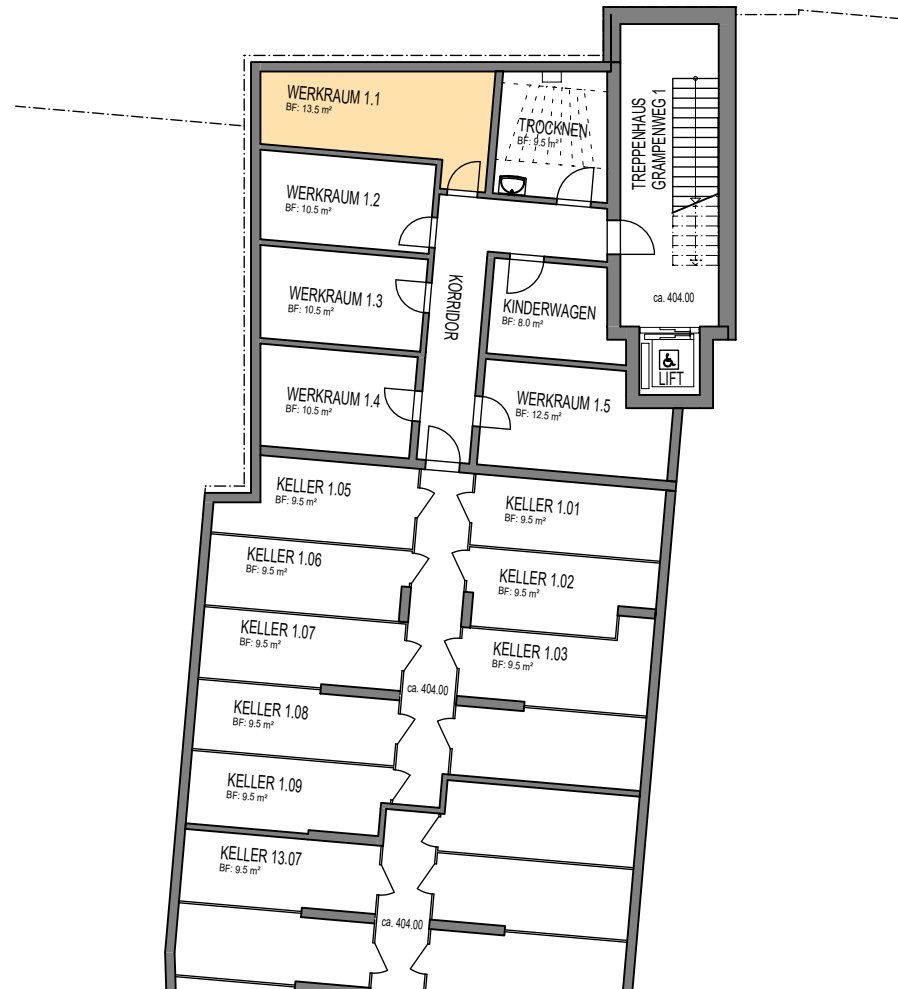 WERKRAUM 1.1
BF: 13.5 m²
TROCKNEN
BF: 9.5 m²
TREPPENHAUS
GRAMPENWEG 1
WERKRAUM 1.2
BF: 10.5 m²
WERKRAUM 1.3
BF: 10.5 m²
KORRIDOR
KINDERWAGEN
BF: 8.0 m²
ca. 404.00
LIFT
WERKRAUM 1.4
BF: 10.5 m²
WERKRAUM 1.5
BF: 12.5 m²
KELLER 1.05
BF: 9.5 m²
KELLER 1.01
BF: 9.5 m²
KELLER 1.06
BF: 9.5 m²
KELLER 1.02
BF: 9.5 m²
KELLER 1.07
BF: 9.5 m²
KELLER 1.03
BF: 9.5 m²
ca. 404.00
KELLER 1.08
BF: 9.5 m²
KELLER 1.09
BF: 9.5 m²
KELLER 13.07
BF: 9.5 m²
ca. 404.00